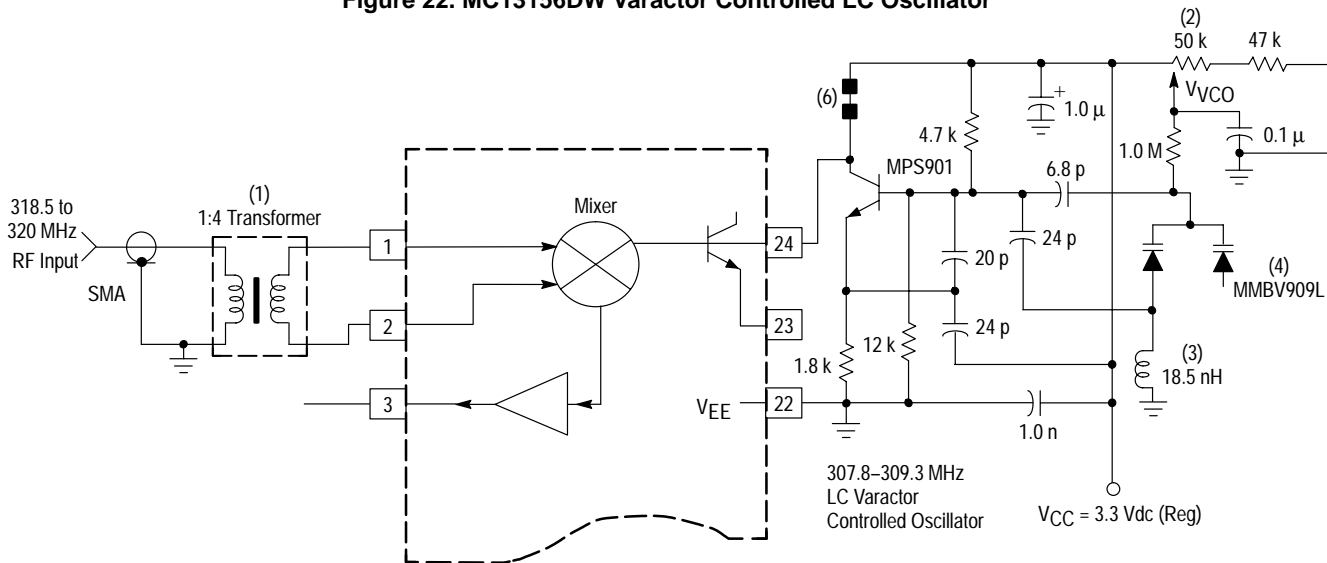 Figure 22. MC13156DW Varactor Controlled LC Oscillator
(2)
50 k
47 k
VVCO
(6)
+
1.0 µ
4.7 k
0.1 µ
1.0 M
MPS901
6.8 p
(1)
1:4 Transformer
318.5 to
320 MHz
RF Input
SMA
Mixer
1
24
24 p
20 p
(4)
MMBV909L
2
23
24 p
12 k
1.8 k
(3)
18.5 nH
3
VEE
22
1.0 n
307.8–309.3 MHz
LC Varactor
Controlled Oscillator
VCC = 3.3 Vdc (Reg)